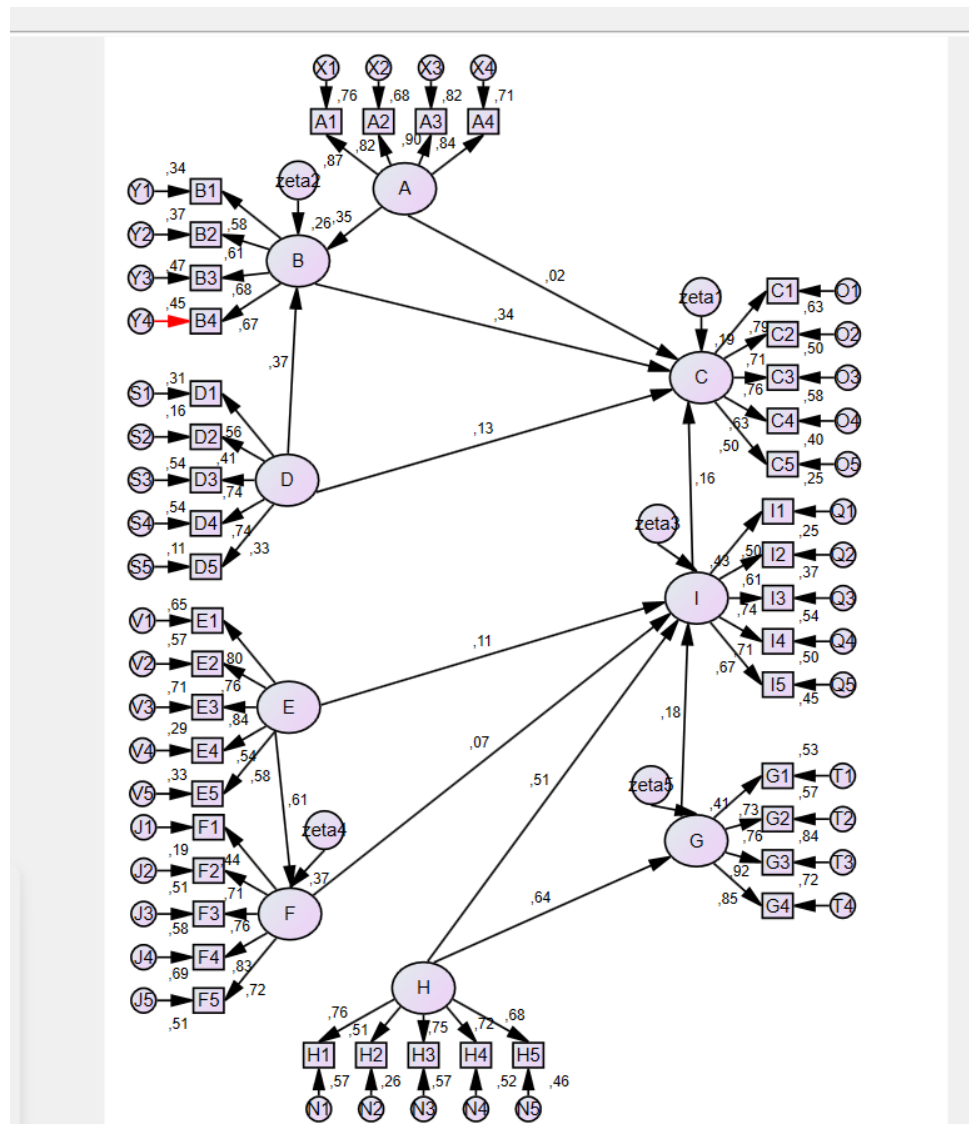 X1 X2 X3 X4
,76 ,68 ,82 ,71
A1 A2 A3 A4
,87 ,82 ,90 ,84
A
zeta2
,34
Y1 B1
,37 ,58
Y2 B2
,61
,47
Y3 B3
,68
,45
Y4 B4
,67
,26 ,35
B
,02
,34
,37
,13
zeta1
,19
C
C1 O1
,79 ,63
C2 O2
,71 ,50
C3 O3
,76 ,58
C4 O4
,63 ,40
C5 O5
,50 ,25
,16
,31
S1 D1
,16 ,56
S2 D2
,41
,54
S3 D3
,74
,54
S4 D4
,74
,11 ,33
S5 D5
D
zeta3
,43
I
I1 Q1
,50 ,25
I2 Q2
,61 ,37
I3 Q3
,74 ,54
I4 Q4
,71 ,50
I5 Q5
,67 ,45
,65
V1 E1
,57 ,80
V2 E2
,76
,71
V3 E3
,84
,29
V4 E4
,54
,33 ,58
V5 E5
E
,11
,07
,51
,18
,61
zeta4
,37
J1 F1
,19 ,44
J2 F2
,51 ,71
J3 F3
,58 ,76
J4 F4
,69 ,83
J5 F5
,51 ,72
F
zeta5
,41
G
,53
G1 T1
,73 ,57
G2 T2
,76 ,84
G3 T3
,92 ,72
G4 T4
,85
,64
H
,76 ,51 ,75 ,72 ,68
H1 H2 H3 H4 H5
,57 ,26 ,57 ,52 ,46
N1 N2 N3 N4 N5